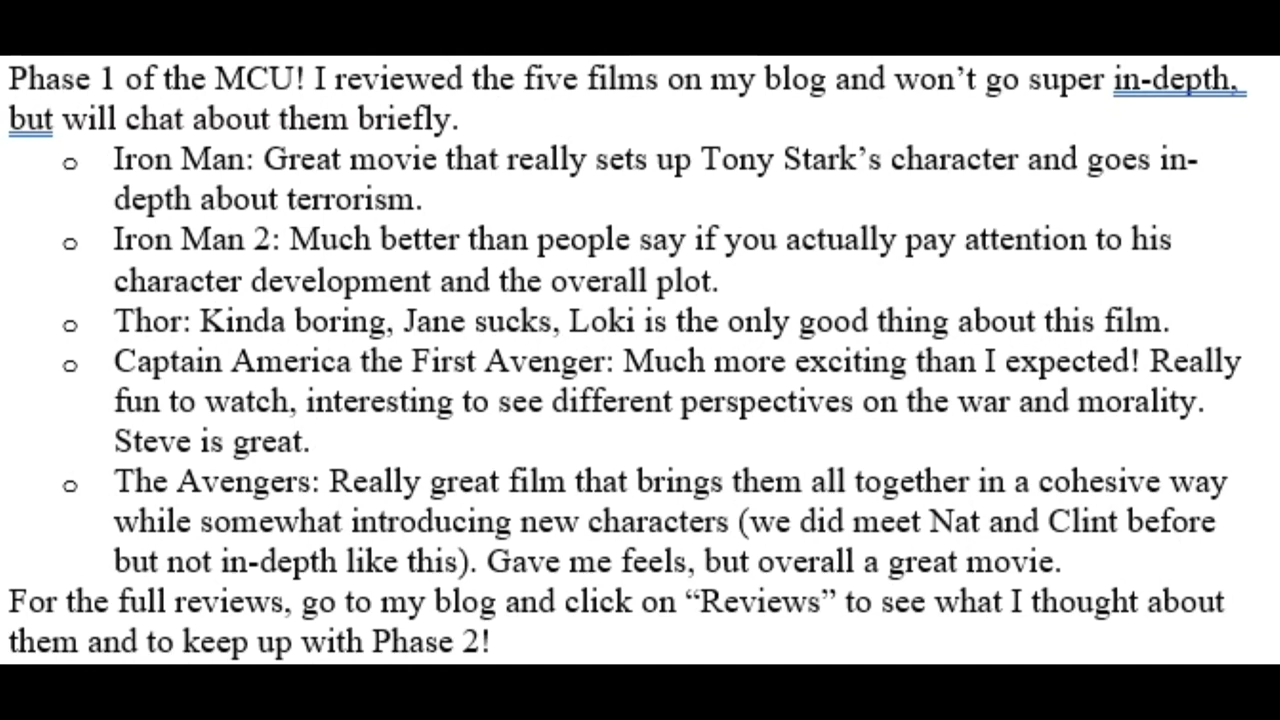 Phase 1 of the MCU! I reviewed the five films on my blog and won’t go super in-depth,
but will chat about them briefly.
o Iron Man: Great movie that really sets up Tony Stark’s character and goes in-
depth about terrorism.
o Iron Man 2: Much better than people say if you actually pay attention to his
character development and the overall plot.
o Thor: Kinda boring, Jane sucks, Loki is the only good thing about this film.
o Captain America the First Avenger: Much more exciting than I expected! Really
fun to watch, interesting to see different perspectives on the war and morality.
Steve is great.
o The Avengers: Really great film that brings them all together in a cohesive way
while somewhat introducing new characters (we did meet Nat and Clint before
but not in-depth like this). Gave me feels, but overall a great movie.
For the full reviews, go to my blog and click on “Reviews” to see what I thought about
them and to keep up with Phase 2!